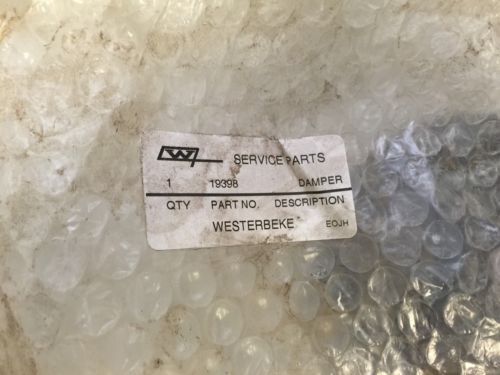 W SERVICE PARTS
1 19398 DAMPER
QTY PART NO. DESCRIPTION
WESTERBEKE EOJH